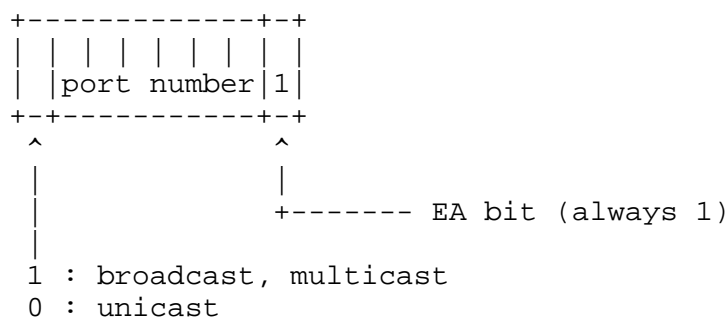 +-------------+-+
| | | | | | | | |
| |port number|1|
+-+-----------+-+
^ ^
| |
| +------- EA bit (always 1)
|
1 : broadcast, multicast
0 : unicast